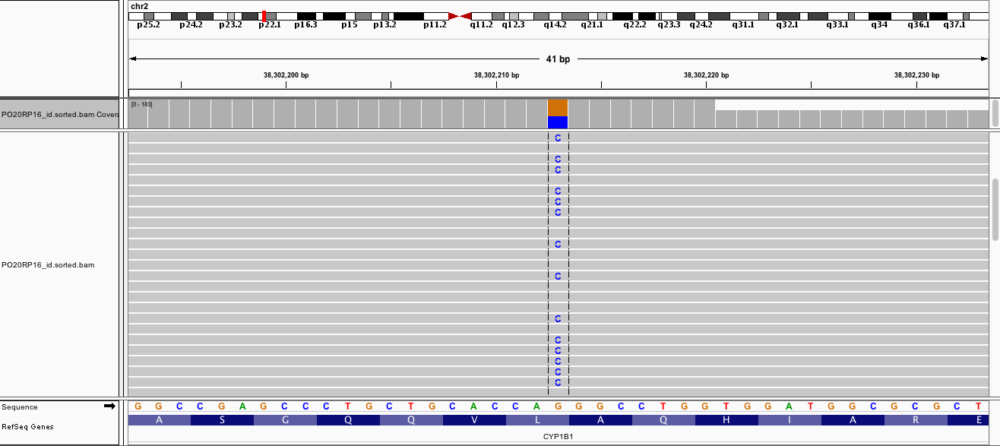 chr2
p25.2 p24.2 p23.2 p22.1 p16.3 p15 p13.2 p11.2 q11.2 q12.3 q14.2 q21.1 q22.2 q23.3 q24.2 q31.1 q32.1 q33.1 q34 q36.1 q37.1
41 bp
38,302,200 bp 38,302,210 bp 38,302,220 bp 38,302,230 bp
[0 - 183]
PO20RP16_id.sorted.bam Covera
C
C
C
C
C
C
C
PO20RP16_id.sorted.bam
C
C
C
C
C
C
C
Sequence G G C C G A G C C C T G C T G C A C C A G G G C C T G G T G G A T G G C G C G C T
RefSeq Genes A S G Q Q V L A Q H I A R E
CYP1B1